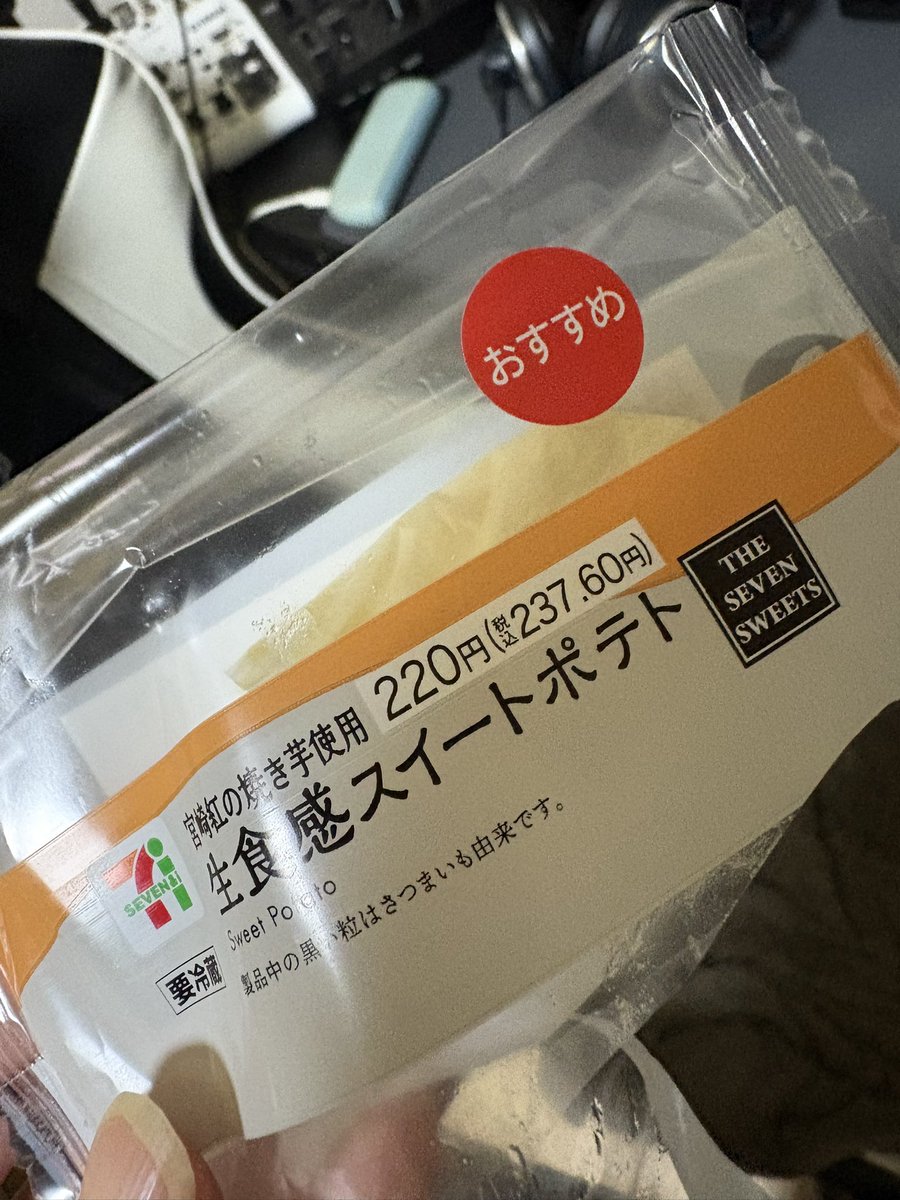 おすすめ
THE
SEVEN
SWEETS
220円(税込237.60円)
宮崎紅の焼き芋使用
生食感スイートポテト
Sweet Potato
製品中の黒い粒はさつまいも由来です。
SEVEN&i
要冷蔵